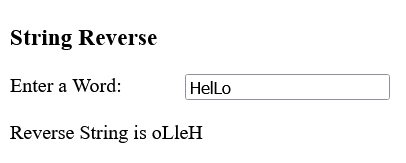 String Reverse
Enter a Word: HelLo
Reverse String is oLleH